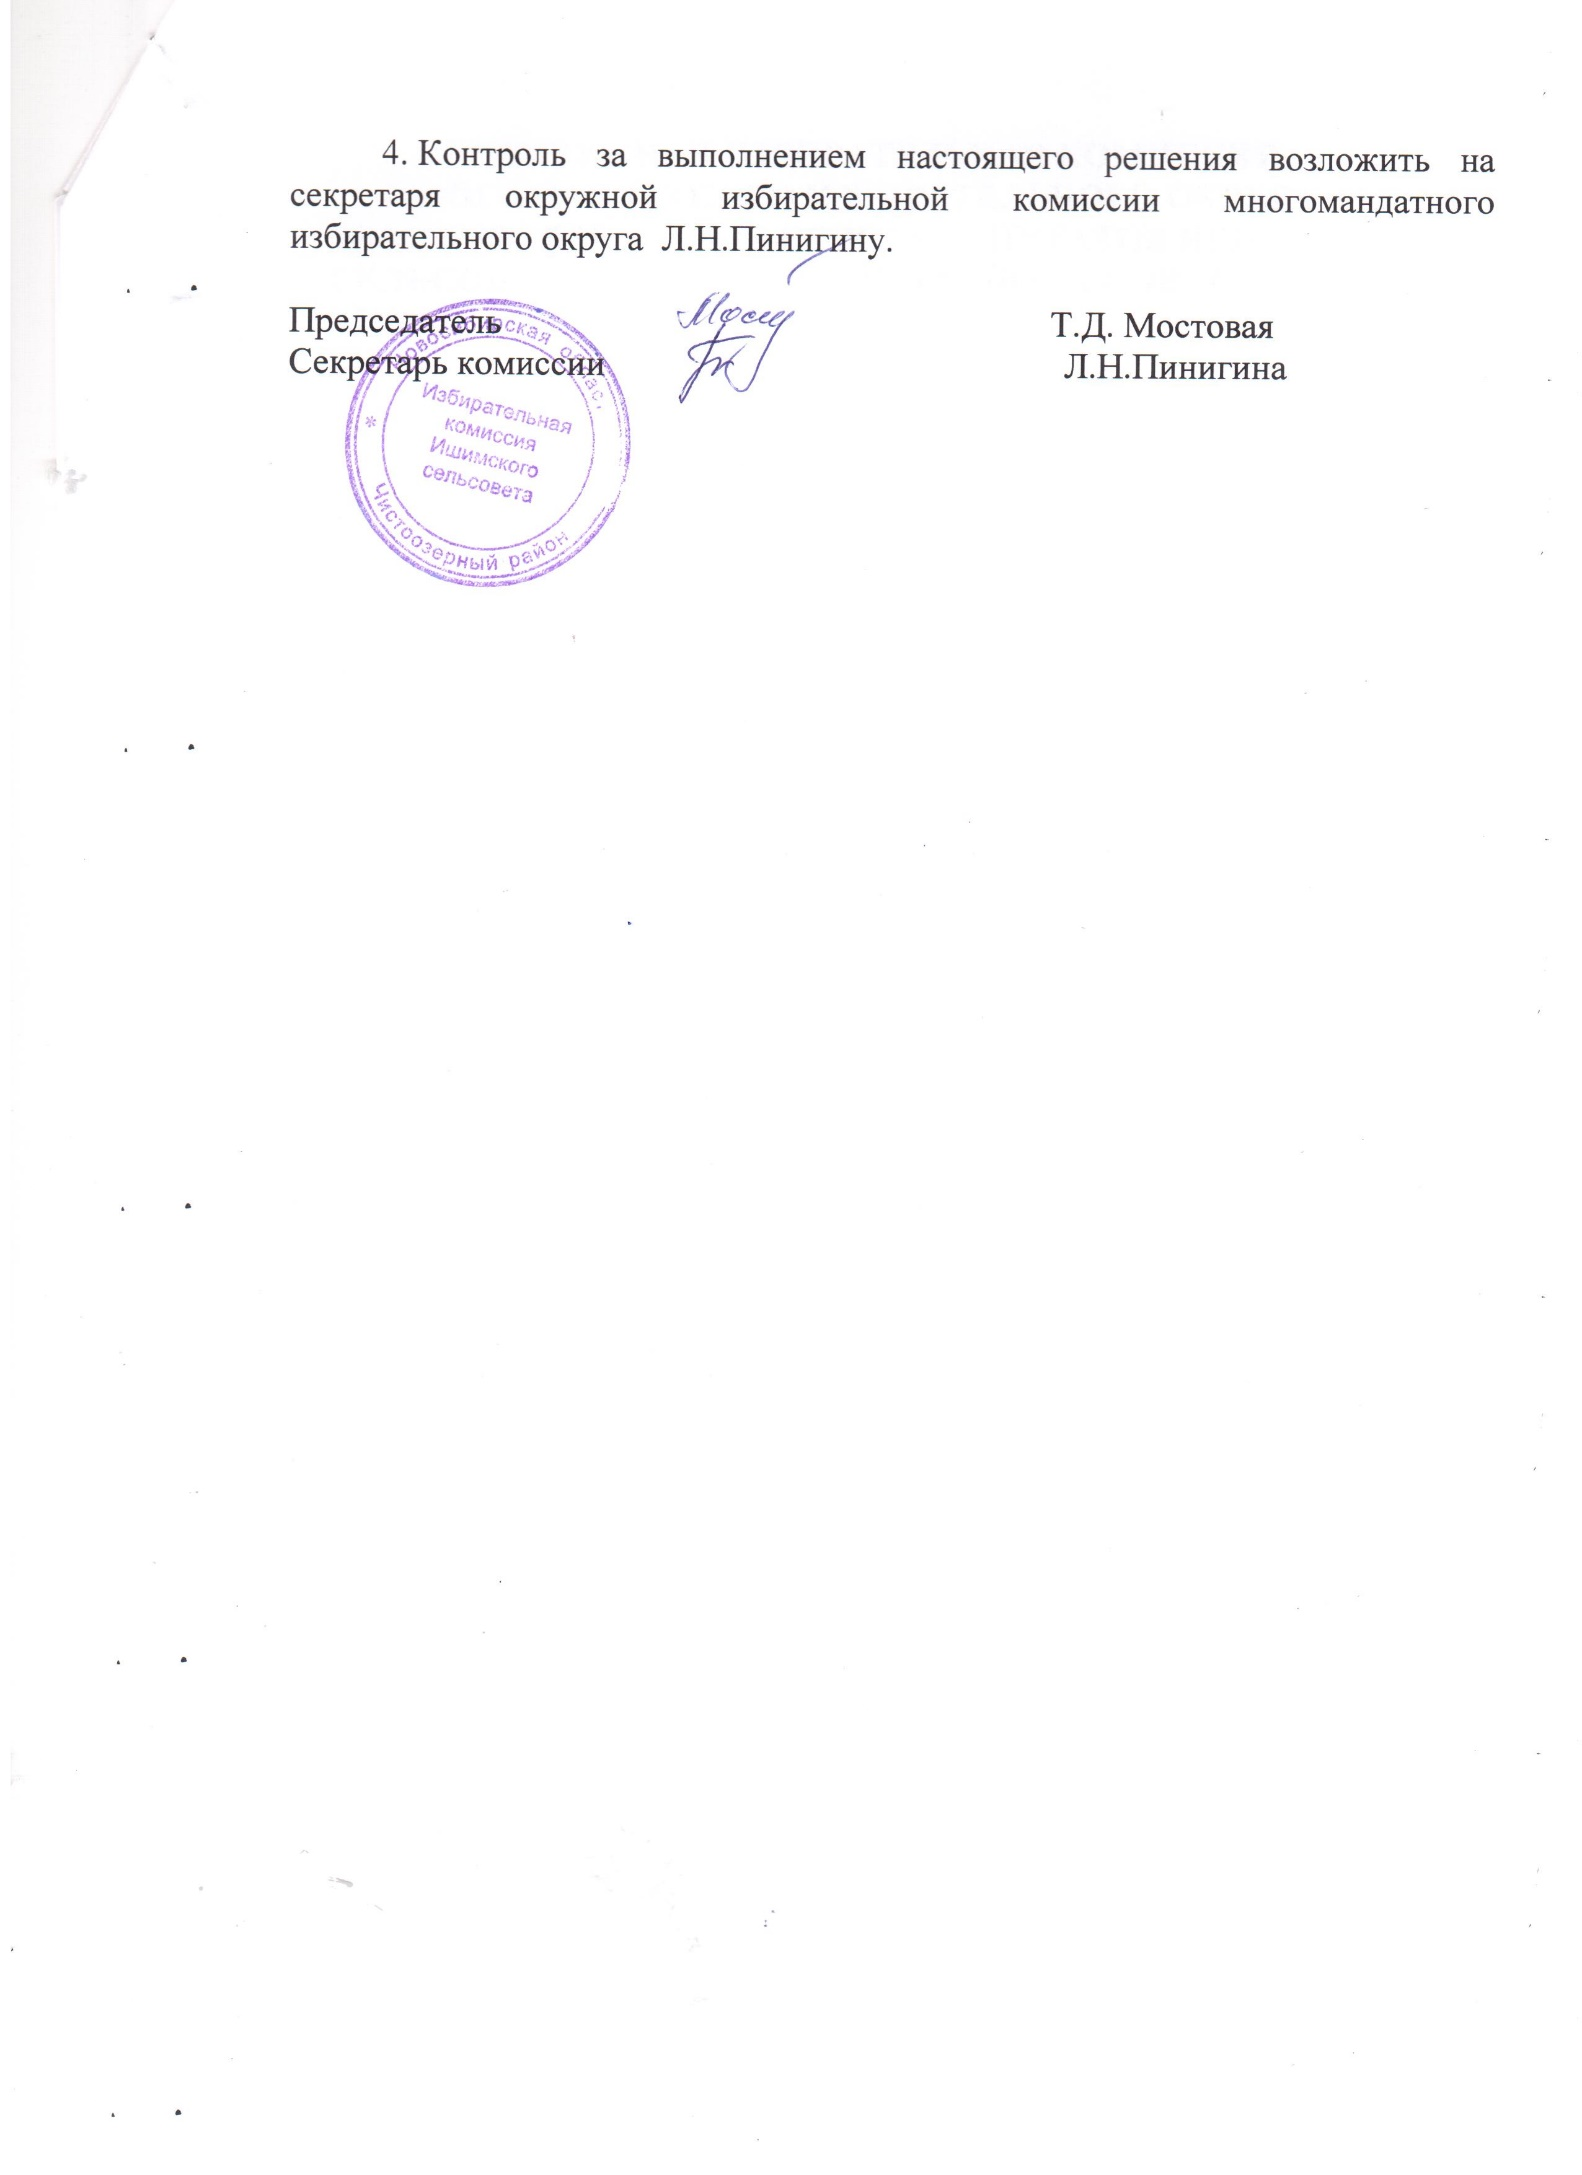 4. Контроль за выполнением настоящего решения возложить на
секретаря окружной избирательной комиссии многомандатного
избирательного округа Л.Н.Пинигину.
Председатель Т.Д. Мостовая
Секретарь комиссии Л.Н.Пинигина
Новосибирская
Избирательная
комиссия
Ишимского
сельсовета
Чистоозерный район